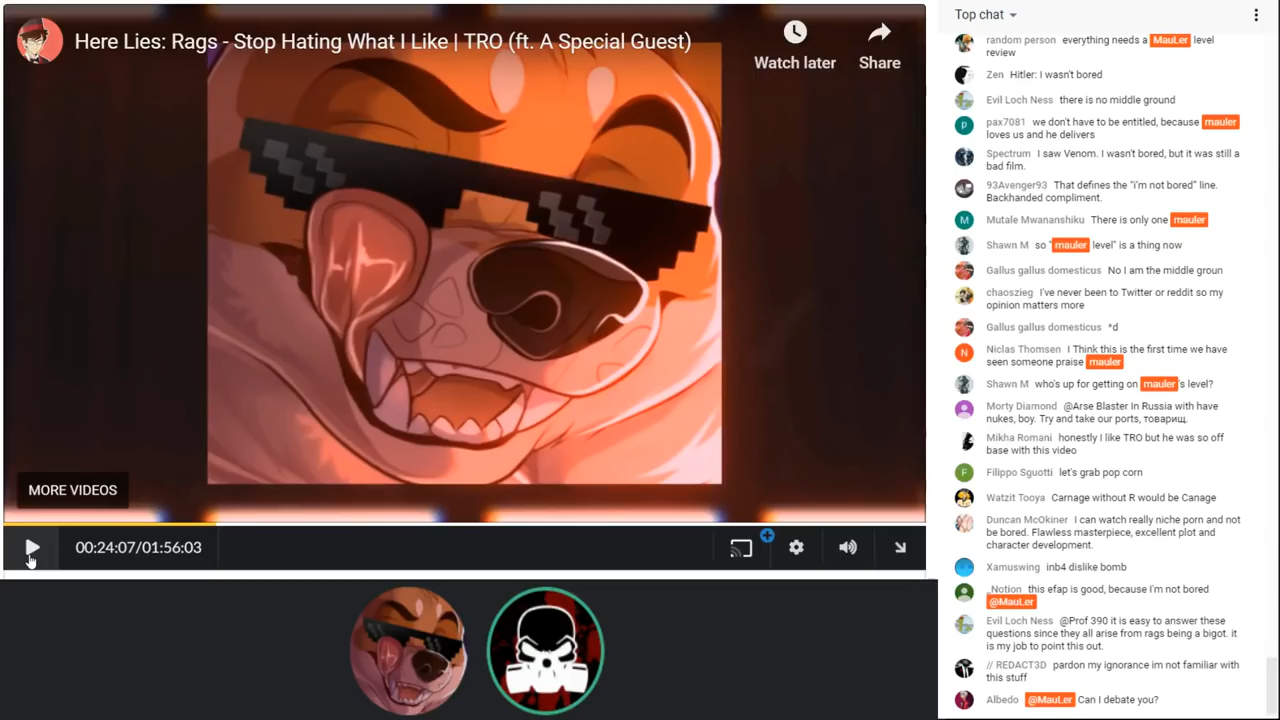 Here Lies: Rags - Stop Hating What I Like | TRO (ft. A Special Guest)
Watch later
Share
MORE VIDEOS
00:24:07/01:56:03
Top chat
random person everything needs a MauLer level
review
Zen Hitler: I wasn't bored
Evil Loch Ness there is no middle ground
P
pax7081 we don't have to be entitled, because mauler
loves us and he delivers
Spectrum I saw Venom. I wasn't bored, but it was still a
bad film.
93Avenger93 That defines the "i'm not bored" line.
Backhanded compliment.
M
Mutale Mwananshiku There is only one mauler
Shawn M so "mauler level" is a thing now
Gallus gallus domesticus No I am the middle groun
chaoszieg I've never been to Twitter or reddit so my
opinion matters more
Gallus gallus domesticus *d
N
Niclas Thomsen I Think this is the first time we have
seen someone praise mauler
Shawn M who's up for getting on mauler's level?
Morty Diamond @Arse Blaster In Russia with have
nukes, boy. Try and take our ports, товарищ.
Mikha Romani honestly I like TRO but he was so off
base with this video
F
Filippo Sguotti let's grab pop corn
Watzit Tooya Carnage without R would be Canage
Duncan McOkiner I can watch really niche porn and not
be bored. Flawless masterpiece, excellent plot and
character development.
Xamuswing inb4 dislike bomb
_Notion this efap is good, because I'm not bored
@MauLer
Evil Loch Ness @Prof 390 it is easy to answer these
questions since they all arise from rags being a bigot. it
is my job to point this out.
// REDACT3D pardon my ignorance im not familiar with
this stuff
Albedo @MauLer Can I debate you?